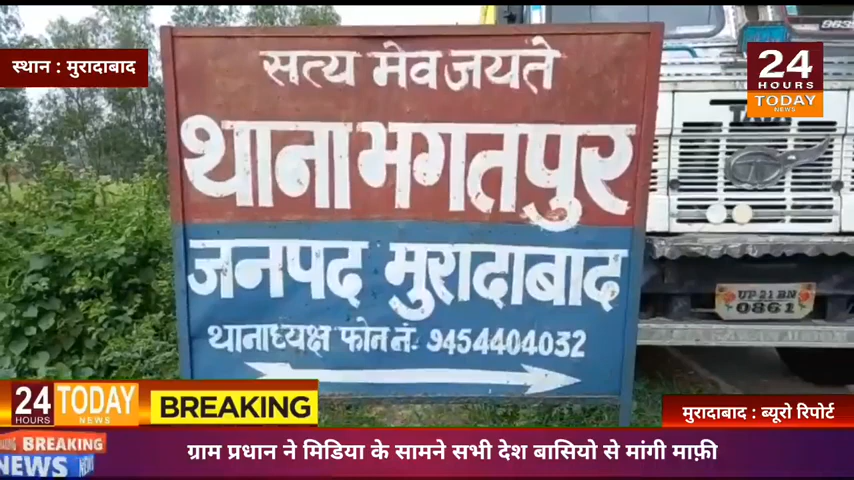 स्थान : मुरादाबाद
सत्य मेव जयते
24
HOURS
TODAY
NEWS
थाना भगतपुर
TATA
जनपद मुरादाबाद
UP 21 BN
0861
थानाध्यक्ष फोन नं:- 9454404032
24
HOURS
TODAY
NEWS
BREAKING
मुरादाबाद : ब्यूरो रिपोर्ट
BREAKING
NEWS
ग्राम प्रधान ने मिडिया के सामने सभी देश बासियो से मांगी माफ़ी